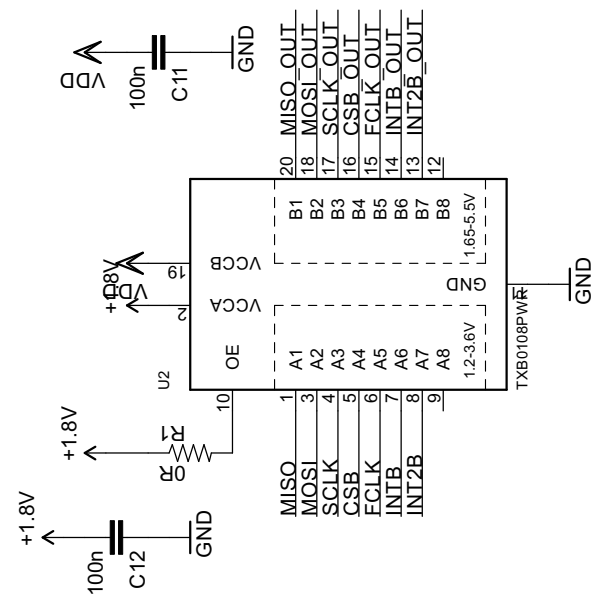 VDD
100n
C11
GND
MISO_OUT
MOSI_OUT
SCLK_OUT
CSB_OUT
FCLK_OUT
INTB_OUT
INT2B_OUT
20
18
17
16
15
14
13
12
B1
B2
B3
B4
B5
B6
B7
B8
1.65-5.5V
VDD
+1.8V
19
2
VCCB
VCCA
GND
GND
U2
OE
10
A1
A2
A3
A4
A5
A6
A7
A8
1.2-3.6V
TXB0108PWR
1
3
4
5
6
7
8
9
MISO
MOSI
SCLK
CSB
FCLK
INTB
INT2B
+1.8V
R1
0R
+1.8V
100n
C12
GND